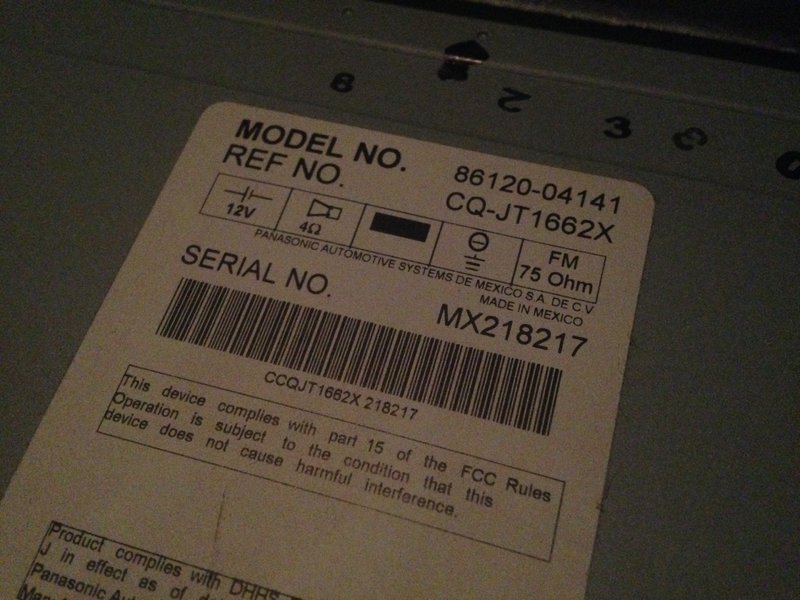 8 2 3 3
MODEL NO. 86120-04141
REF NO. CQ-JT1662X
12V 4Ω FM 75 Ohm
PANASONIC AUTOMOTIVE SYSTEMS DE MEXICO S.A. DE C.V
MADE IN MEXICO
SERIAL NO. MX218217
CCQJT1662X 218217
This device complies with part 15 of the FCC Rules
Operation is subject to the condition that this
device does not cause harmful interference.
Product complies with DHHS
J in effect as of
Panasonic